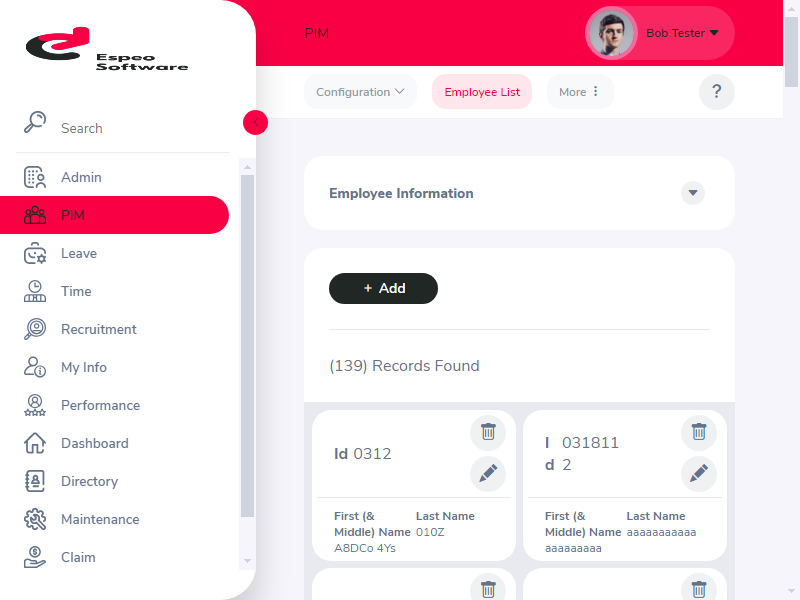 Espeo
Software
PIM
Bob Tester
Search
Configuration
Employee List
More
?
Admin
PIM
Leave
Time
Recruitment
My Info
Performance
Dashboard
Directory
Maintenance
Claim
Employee Information
+ Add
(139) Records Found
Id 0312
First (& Middle) Name
A8DCo 4Ys
Last Name
010Z
Id 0318112
First (& Middle) Name
aaaaaaaaa
Last Name
aaaaaaaaaaa